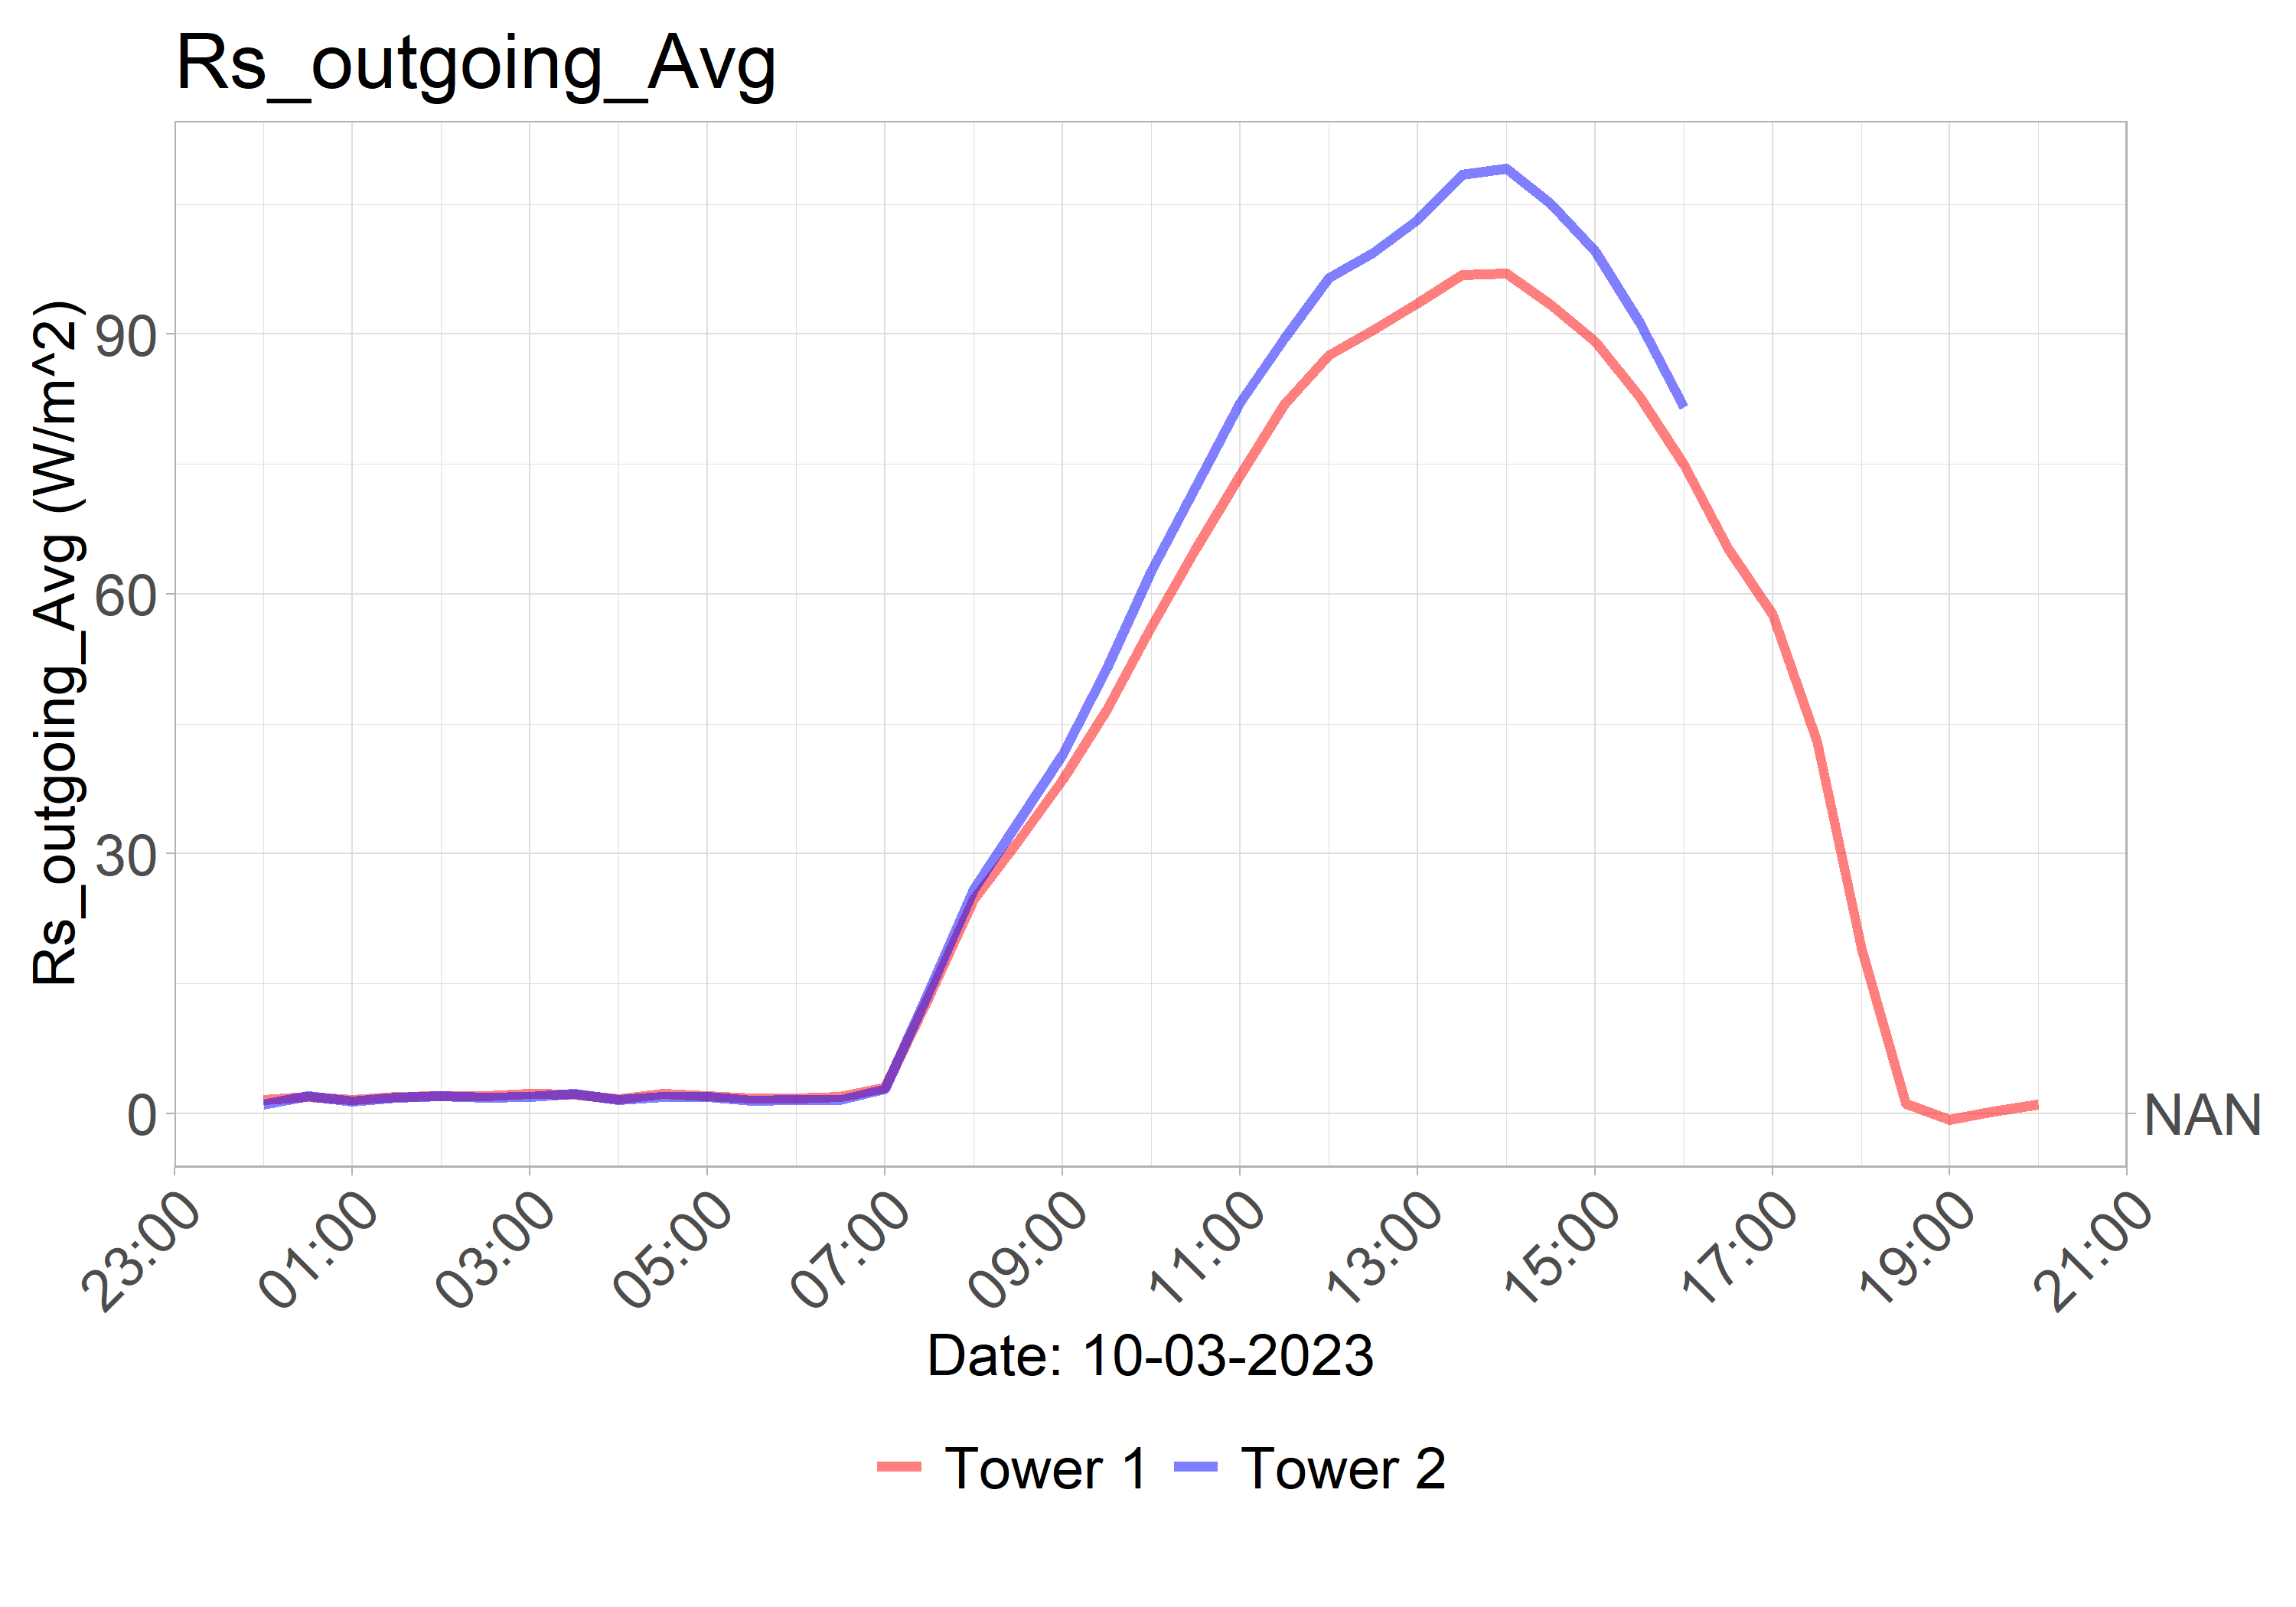 Rs_outgoing_Avg
Rs_outgoing_Avg (W/m^2)
90
60
30
0
NAN
23:00 01:00 03:00 05:00 07:00 09:00 11:00 13:00 15:00 17:00 19:00 21:00
Date: 10-03-2023
Tower 1 Tower 2